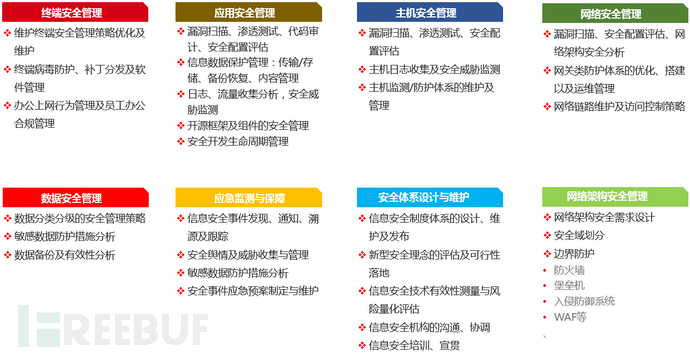 终端安全管理
维护终端安全管理策略优化及
维护
终端病毒防护、补丁分发及软
件管理
办公上网行为管理及员工办公
合规管理
应用安全管理
漏洞扫描、渗透测试、代码审
计、安全配置评估
信息数据保护管理：传输/存
储、备份恢复、内容管理
日志、流量收集分析，安全威
胁监测
开源框架及组件的安全管理
安全开发生命周期管理
主机安全管理
漏洞扫描、渗透测试、安全配
置评估
主机日志收集及安全威胁监测
主机监测/防护体系的维护及
管理
网络安全管理
漏洞扫描、安全配置评估、网
络架构安全分析
网关类防护体系的优化、搭建
以及运维管理
网络链路维护及访问控制策略
数据安全管理
数据分类分级的安全管理策略
敏感数据防护措施分析
数据备份及有效性分析
应急监测与保障
信息安全事件发现、通知、溯
源及跟踪
安全舆情及威胁收集与管理
敏感数据防护措施分析
安全事件应急预案制定与维护
安全体系设计与维护
信息安全制度体系的设计、维
护及发布
新型安全理念的评估及可行性
落地
信息安全技术有效性测量与风
险量化评估
信息安全机构的沟通、协调
信息安全培训、宣贯
网络架构安全管理
网络架构安全需求设计
安全域划分
边界防护
防火墙
堡垒机
入侵防御系统
WAF等
、
FREEBUF